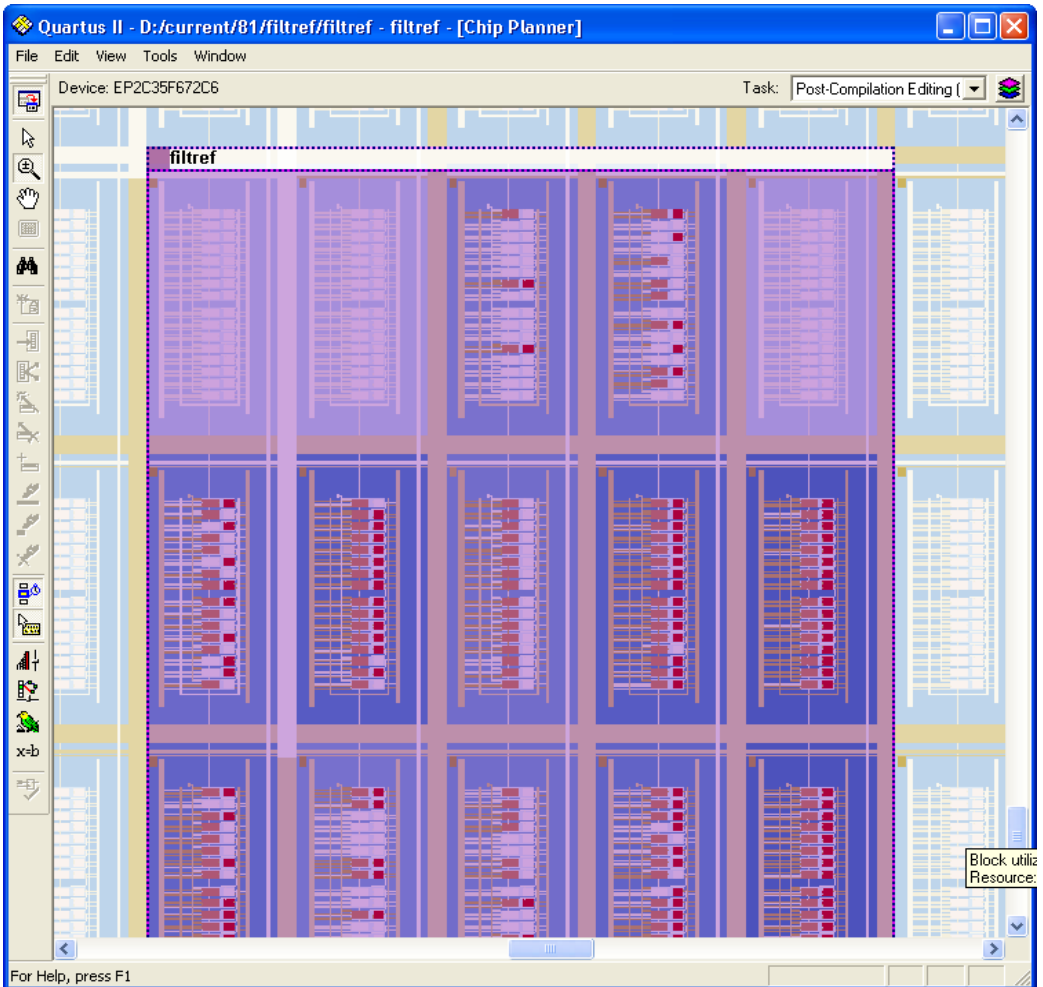 Quartus II - D:/current/81/filtref/filtref - filtref - [Chip Planner]
File Edit View Tools Window
Device: EP2C35F672C6
Task: Post-Compilation Editing (
filtref
x=b
Block utiliz
Resource:
For Help, press F1